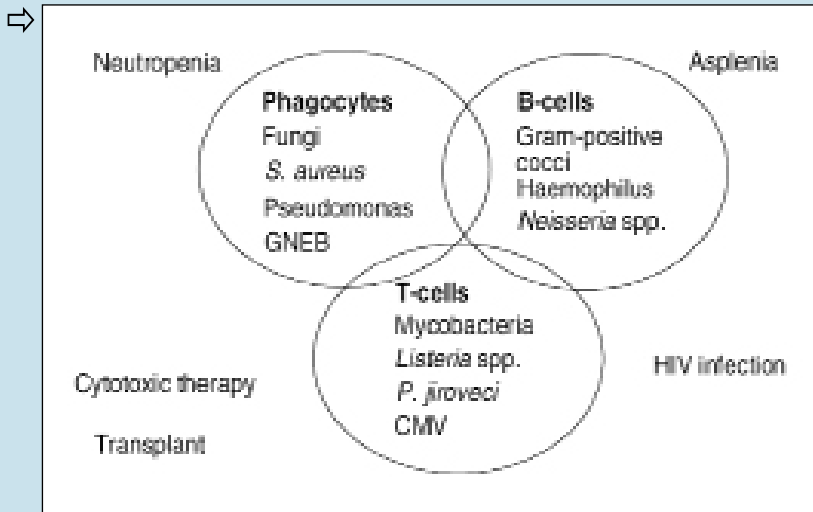 Neutropenia
Asplenia
Phagocytes
Fungi
S. aureus
Pseudomonas
GNEB
B-cells
Gram-positive
cocci
Haemophilus
Neisseria spp.
T-cells
Mycobacteria
Listeria spp.
P. jiroveci
CMV
Cytotoxic therapy
Transplant
HIV infection